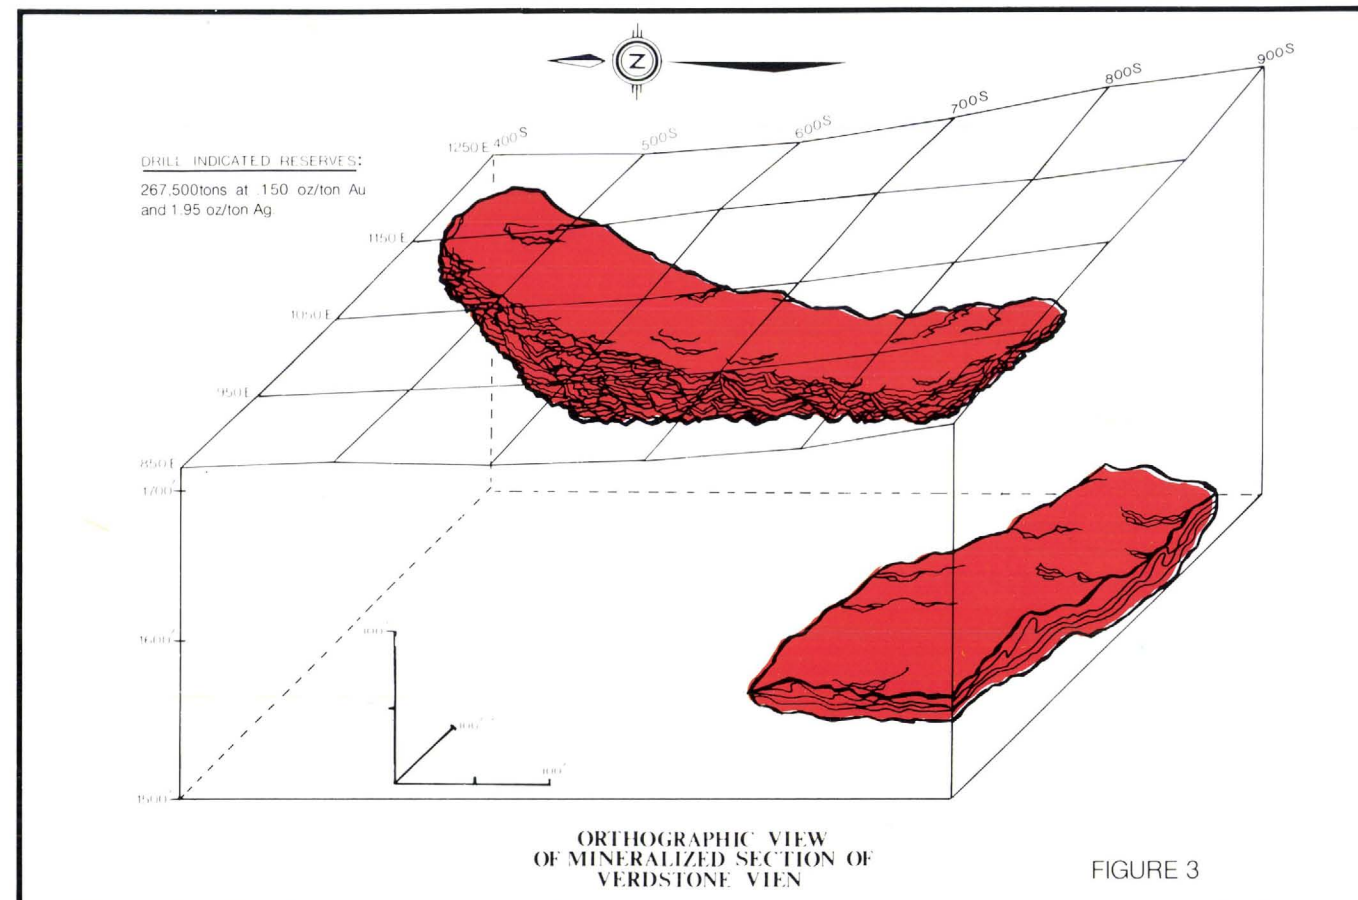 Z
1250 E 400S 500S 600S 700S 800S 900S
DRILL INDICATED RESERVES:
267,500tons at .150 oz/ton Au
and 1.95 oz/ton Ag.
1150 E
1050 E
950 E
850 E
1700'
1600'
1500'
100'
100'
100'
ORTHOGRAPHIC VIEW
OF MINERALIZED SECTION OF
VERDSTONE VIEN
FIGURE 3